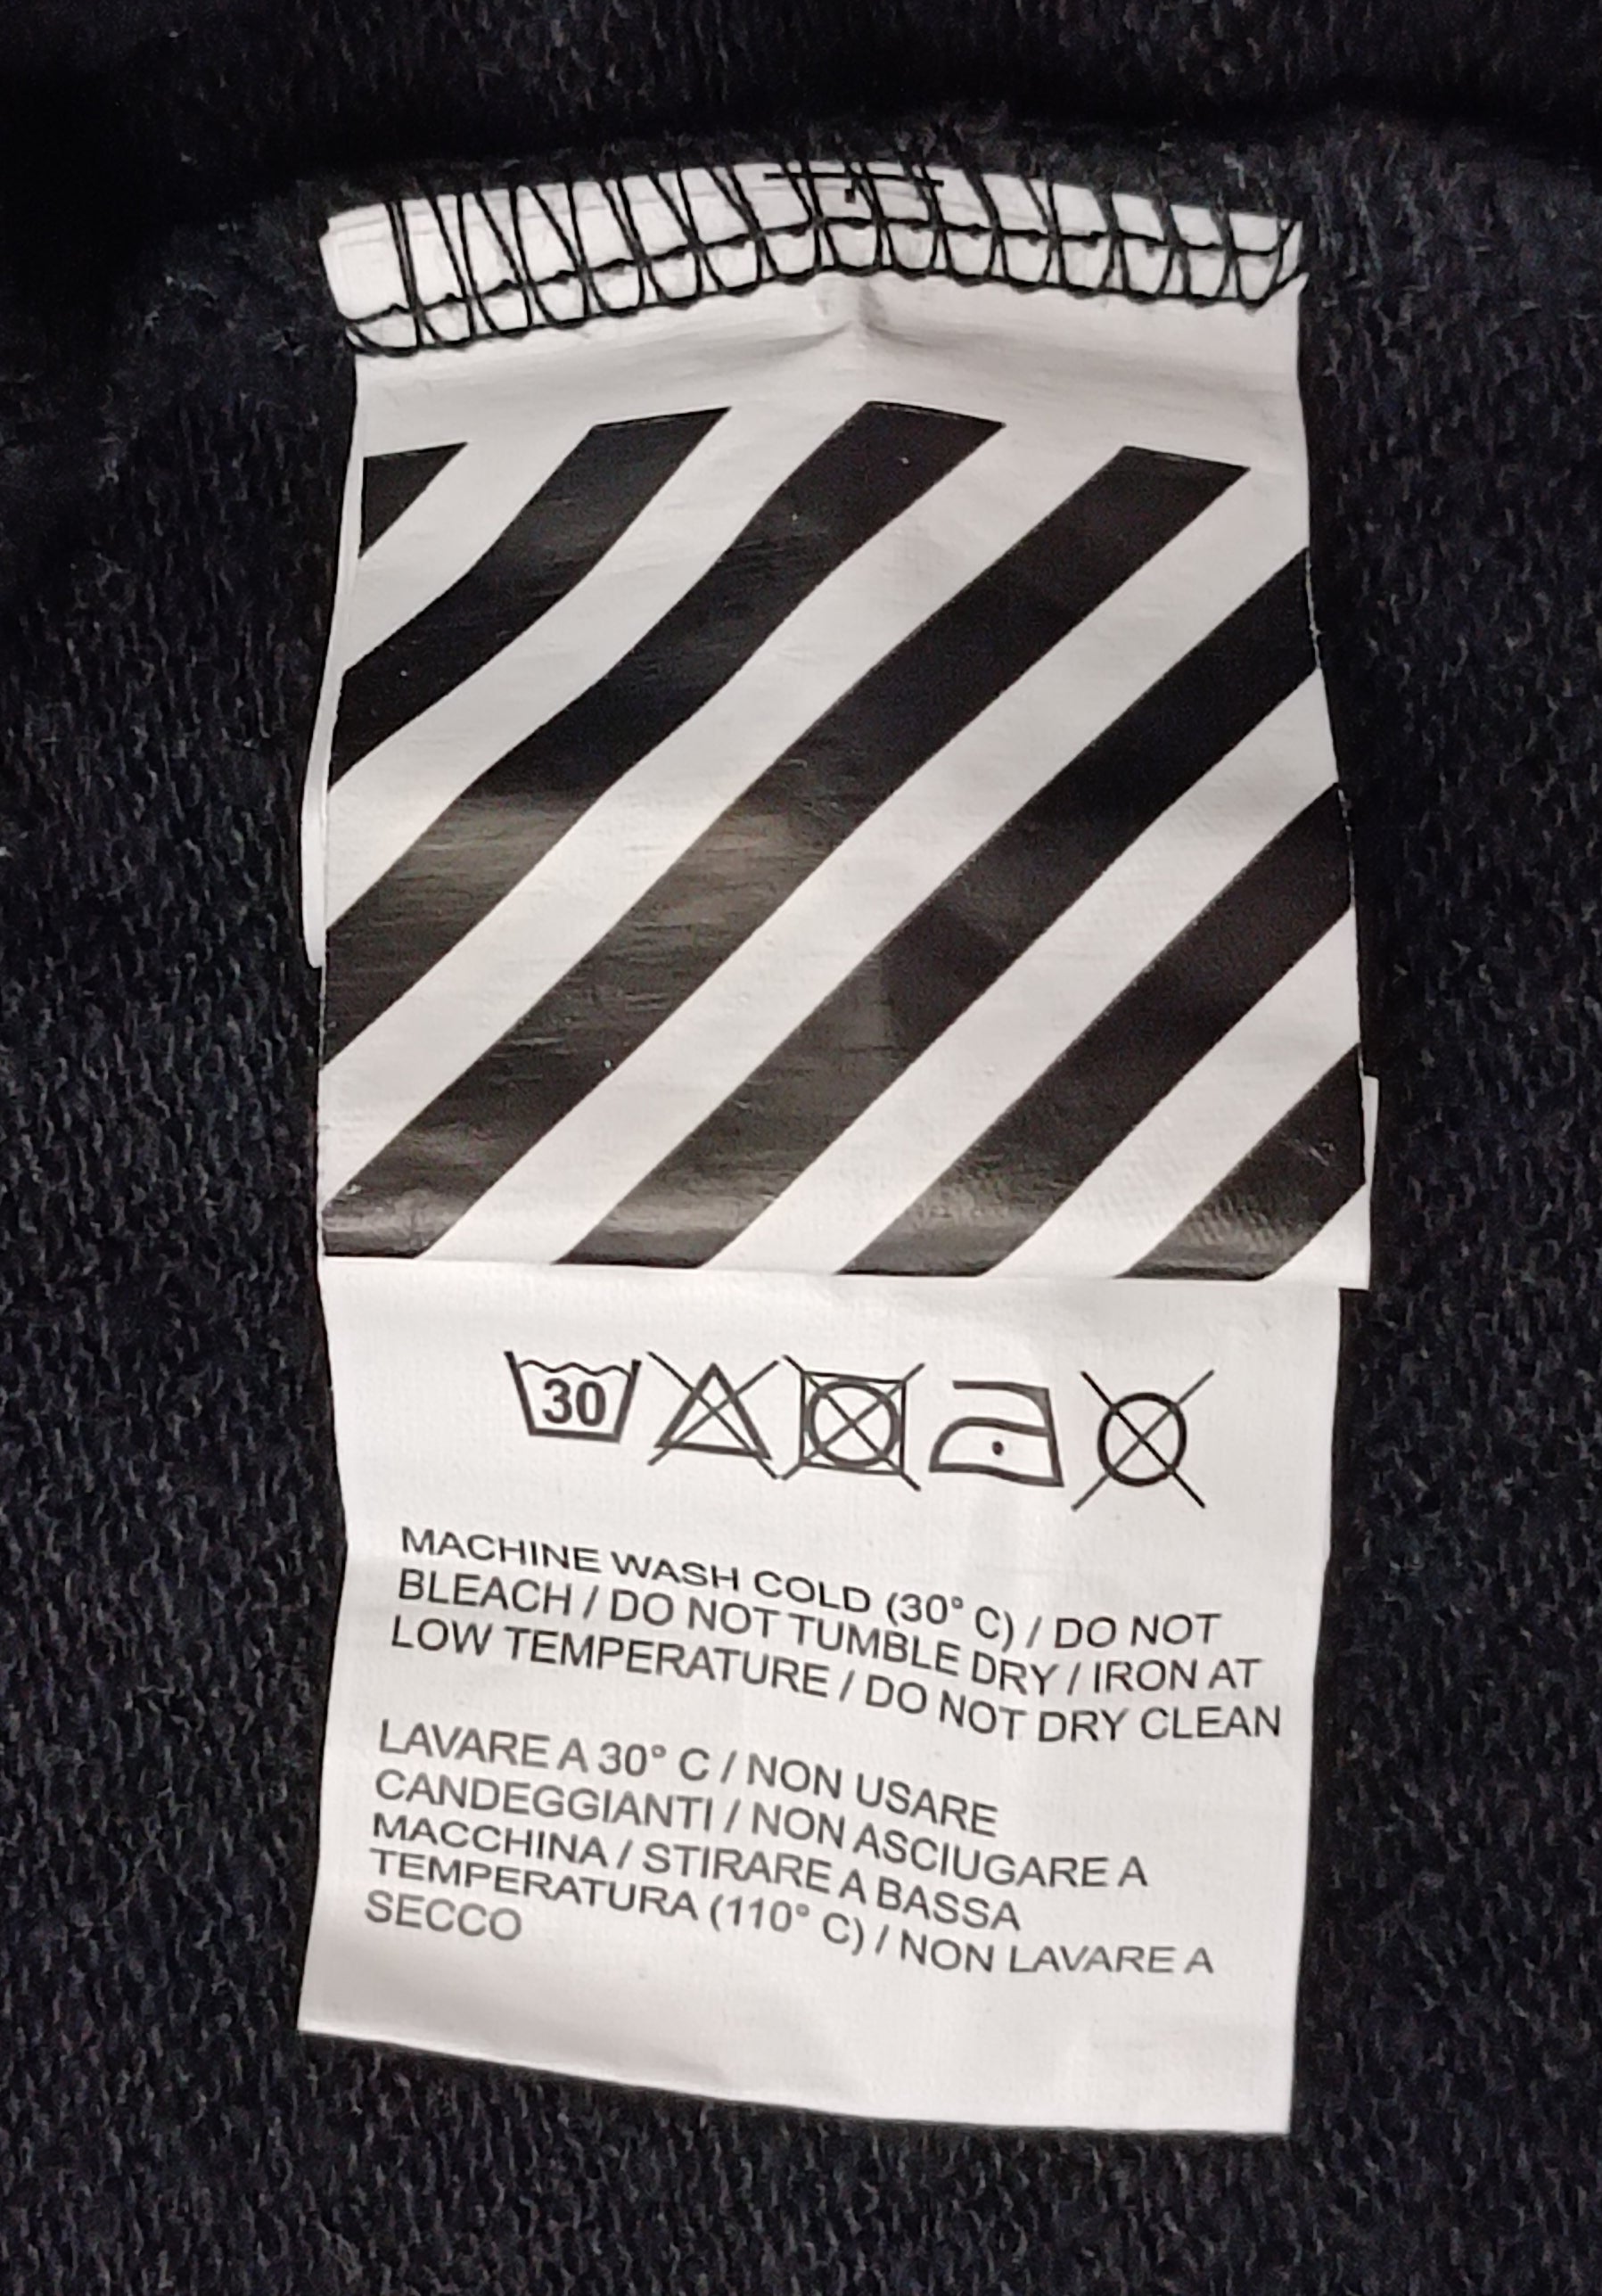 30
MACHINE WASH COLD (30° C) / DO NOT
BLEACH / DO NOT TUMBLE DRY / IRON AT
LOW TEMPERATURE / DO NOT DRY CLEAN
LAVARE A 30° C / NON USARE
CANDEGGIANTI / NON ASCIUGARE A
MACCHINA / STIRARE A BASSA
TEMPERATURA (110° C) / NON LAVARE A
SECCO